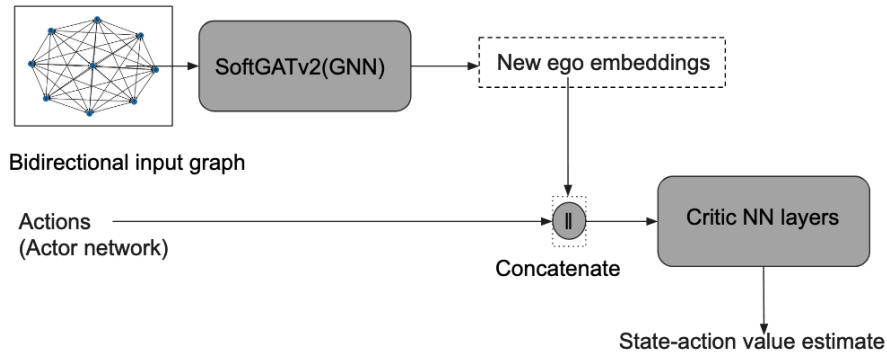 SoftGATv2(GNN)
New ego embeddings
Bidirectional input graph
Actions
(Actor network)
||
Concatenate
Critic NN layers
State-action value estimate